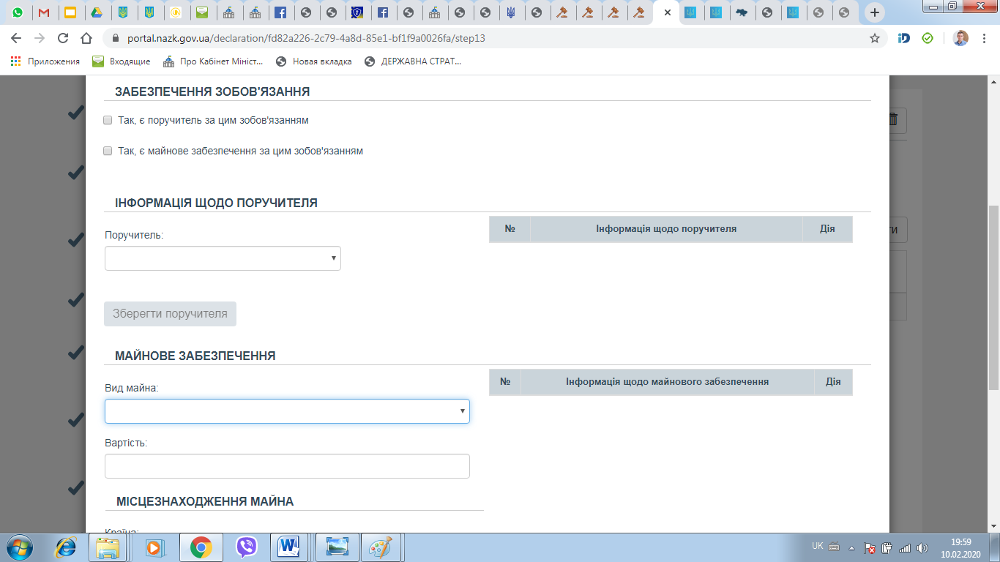 portal.nazk.gov.ua/declaration/fd82a226-2c79-4a8d-85e1-bf1f9a0026fa/step13
Приложения Входящие Про Кабінет Мініст... Новая вкладка ДЕРЖАВНА СТРАТ...
ЗАБЕЗПЕЧЕННЯ ЗОБОВ'ЯЗАННЯ
Так, є поручитель за цим зобов'язанням
Так, є майнове забезпечення за цим зобов'язанням
ІНФОРМАЦІЯ ЩОДО ПОРУЧИТЕЛЯ
№ Інформація щодо поручителя Дія
Поручитель:
Зберегти поручителя
МАЙНОВЕ ЗАБЕЗПЕЧЕННЯ
№ Інформація щодо майнового забезпечення Дія
Вид майна:
Вартість:
МІСЦЕЗНАХОДЖЕННЯ МАЙНА
Країна:
UK
19:59
10.02.2020